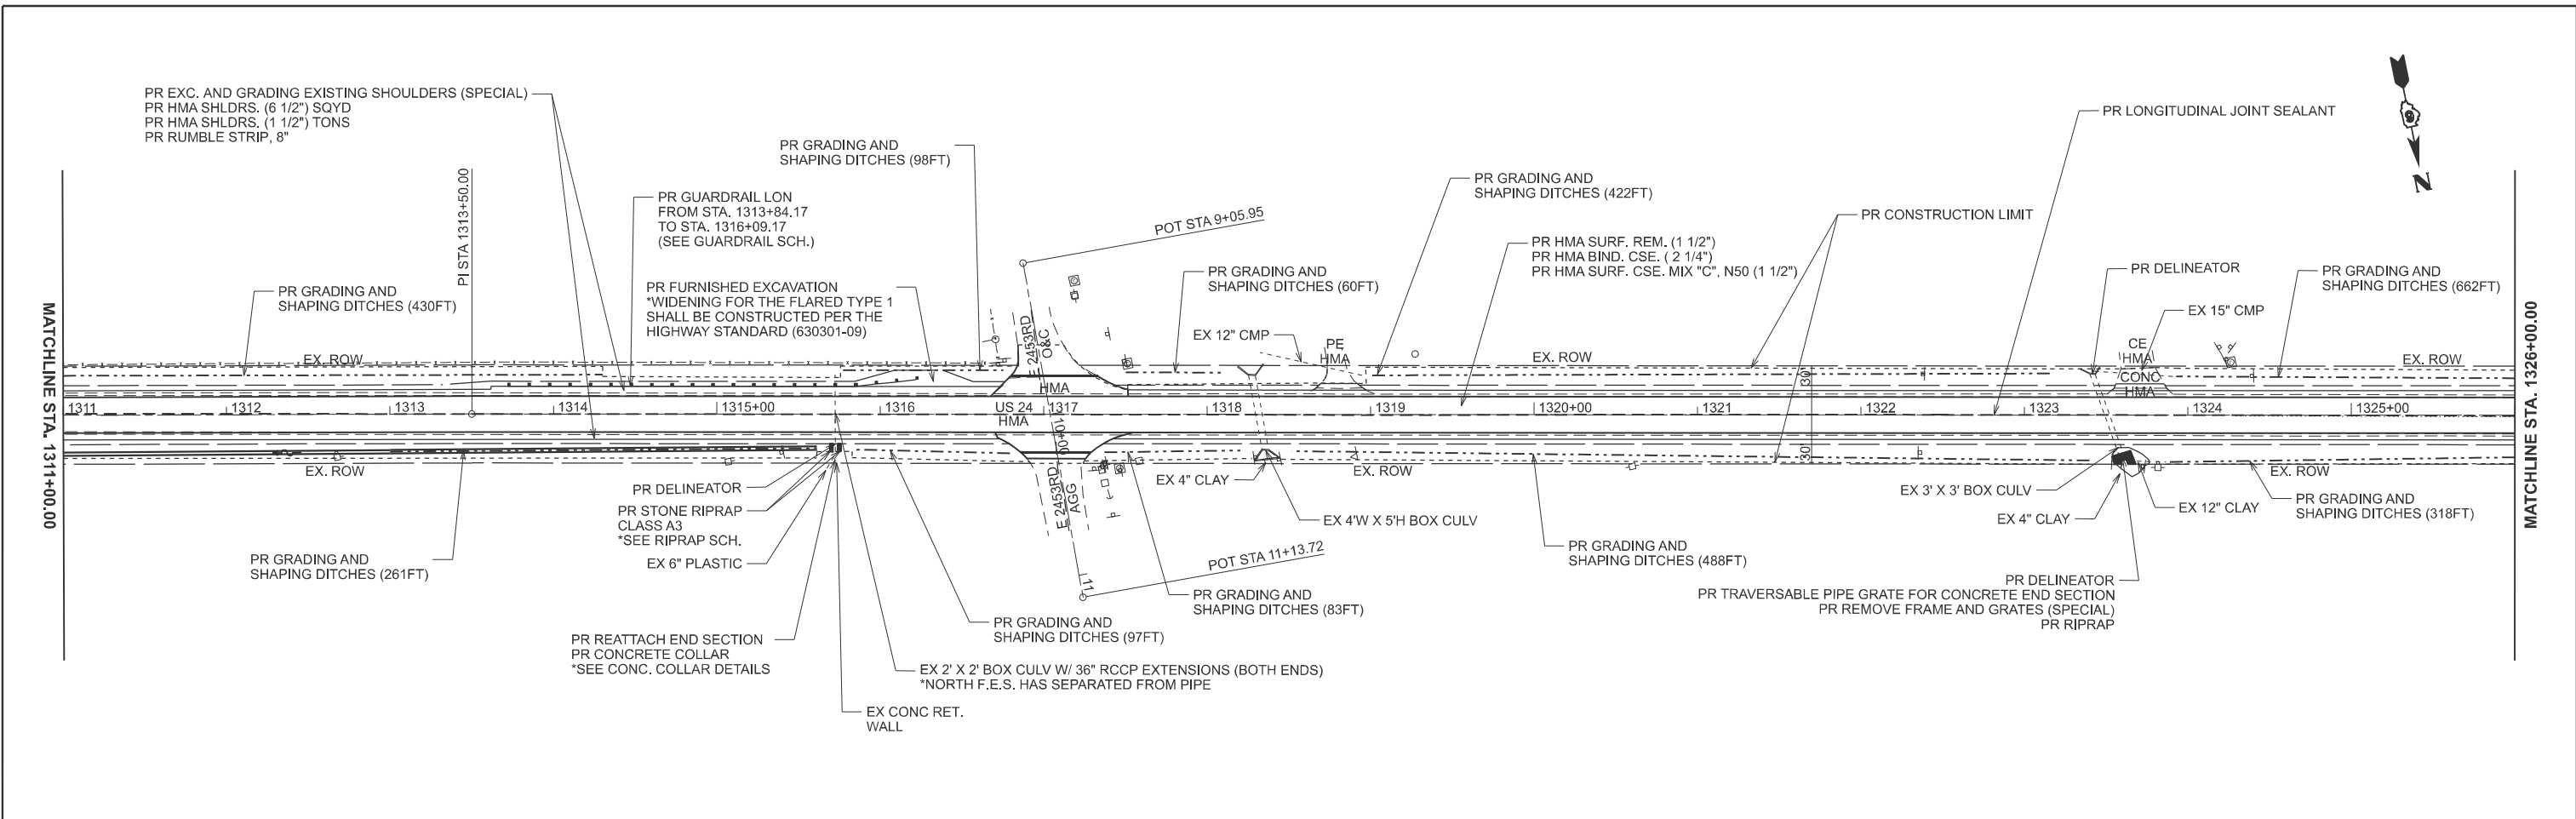 PR EXC. AND GRADING EXISTING SHOULDERS (SPECIAL)
PR HMA SHLDRS. (6 1/2") SQYD
PR HMA SHLDRS. (1 1/2") TONS
PR RUMBLE STRIP, 8"
PR GRADING AND
SHAPING DITCHES (98FT)
PR LONGITUDINAL JOINT SEALANT
N
PI STA 1313+50.00
PR GUARDRAIL LON
FROM STA. 1313+84.17
TO STA. 1316+09.17
(SEE GUARDRAIL SCH.)
PR GRADING AND
SHAPING DITCHES (422FT)
POT STA 9+05.95
PR CONSTRUCTION LIMIT
PR HMA SURF. REM. (1 1/2")
PR HMA BIND. CSE. ( 2 1/4")
PR HMA SURF. CSE. MIX "C", N50 (1 1/2")
PR GRADING AND
SHAPING DITCHES (430FT)
PR FURNISHED EXCAVATION
*WIDENING FOR THE FLARED TYPE 1
SHALL BE CONSTRUCTED PER THE
HIGHWAY STANDARD (630301-09)
PR GRADING AND
SHAPING DITCHES (60FT)
PR DELINEATOR
PR GRADING AND
SHAPING DITCHES (662FT)
EX 12" CMP
EX 15" CMP
MATCHLINE STA. 1311+00.00
MATCHLINE STA. 1326+00.00
E 2453RD
O&C
EX. ROW
PE
HMA
EX. ROW
CE
HMA
CONC
HMA
EX. ROW
HMA
30'
1311
1312
1313
1314
1315+00
1316
US 24
HMA
1317
1318
1319
1320+00
1321
1322
1323
1324
1325+00
10+00
30'
EX. ROW
EX. ROW
EX. ROW
E 2453RD
AGG
PR DELINEATOR
PR STONE RIPRAP
CLASS A3
*SEE RIPRAP SCH.
EX 6" PLASTIC
EX 4" CLAY
EX 4'W X 5'H BOX CULV
EX 3' X 3' BOX CULV
EX 4" CLAY
EX 12" CLAY
PR GRADING AND
SHAPING DITCHES (318FT)
PR GRADING AND
SHAPING DITCHES (261FT)
POT STA 11+13.72
11
PR GRADING AND
SHAPING DITCHES (488FT)
PR GRADING AND
SHAPING DITCHES (83FT)
PR DELINEATOR
PR TRAVERSABLE PIPE GRATE FOR CONCRETE END SECTION
PR REMOVE FRAME AND GRATES (SPECIAL)
PR RIPRAP
PR GRADING AND
SHAPING DITCHES (97FT)
PR REATTACH END SECTION
PR CONCRETE COLLAR
*SEE CONC. COLLAR DETAILS
EX 2' X 2' BOX CULV W/ 36" RCCP EXTENSIONS (BOTH ENDS)
*NORTH F.E.S. HAS SEPARATED FROM PIPE
EX CONC RET.
WALL